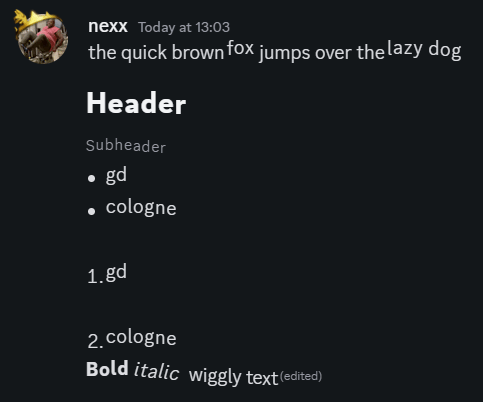 nexx Today at 13:03
the quick brown fox jumps over the lazy dog
Header
Subheader
• gd
• cologne
1. gd
2. cologne
Bold italic wiggly text (edited)